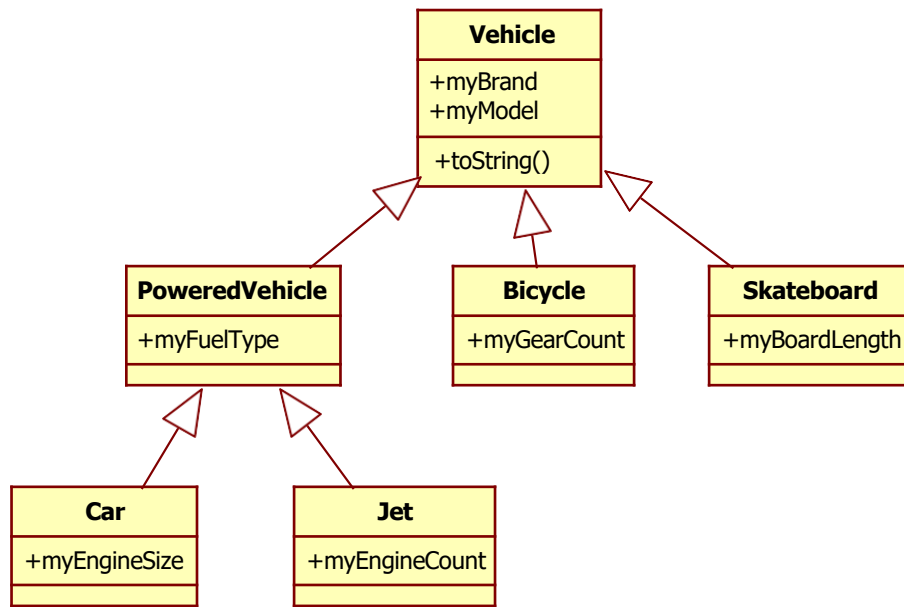 Vehicle
+myBrand
+myModel
+toString()
PoweredVehicle
+myFuelType
Bicycle
+myGearCount
Skateboard
+myBoardLength
Car
+myEngineSize
Jet
+myEngineCount